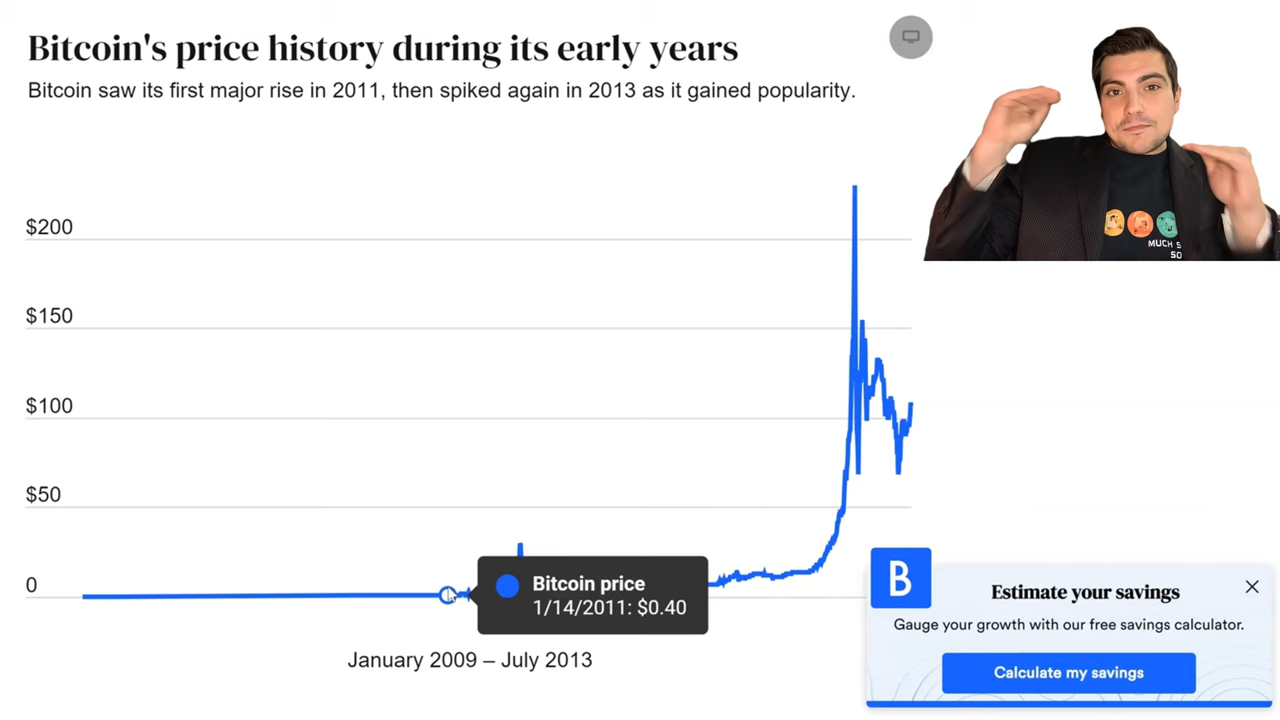 Bitcoin's price history during its early years
Bitcoin saw its first major rise in 2011, then spiked again in 2013 as it gained popularity.
MUCH S
SO
$200
$150
$100
$50
0
Bitcoin price
1/14/2011: $0.40
January 2009 – July 2013
B
Estimate your savings
Gauge your growth with our free savings calculator.
Calculate my savings